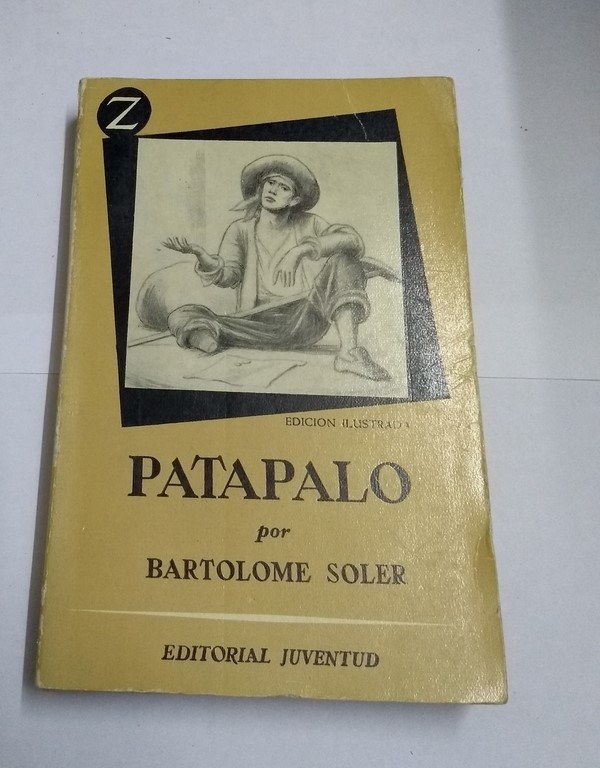 Z
EDICION ILUSTRADA
PATAPALO
por
BARTOLOME SOLER
EDITORIAL JUVENTUD